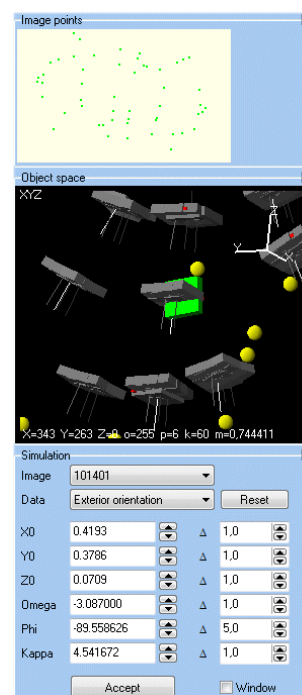 Image points
Object space
XYZ
Z
Y
X
X=343 Y=263 Z=0 o=255 p=6 k=60 m=0,744411
Simulation
Image 101401
Data Exterior orientation Reset
X0 0.4193 Δ 1,0
Y0 0.3786 Δ 1,0
Z0 0.0709 Δ 1,0
Omega -3.087000 Δ 1,0
Phi -89.558626 Δ 5,0
Kappa 4.541672 Δ 1,0
Accept Window